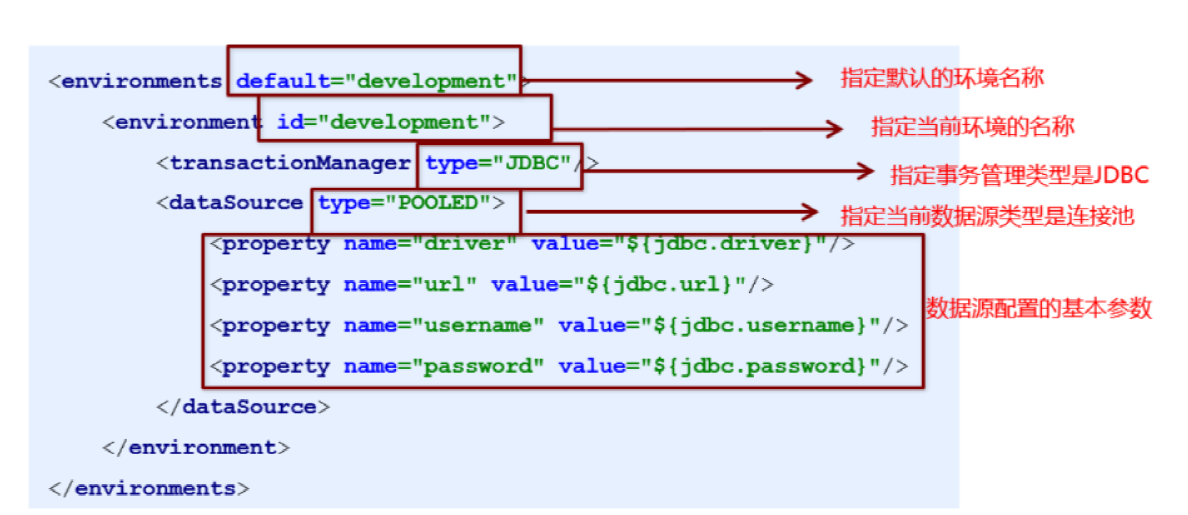 <environments default="development"> 指定默认的环境名称
<environment id="development"> 指定当前环境的名称
<transactionManager type="JDBC"/> 指定事务管理类型是JDBC
<dataSource type="POOLED"> 指定当前数据源类型是连接池
<property name="driver" value="${jdbc.driver}"/>
<property name="url" value="${jdbc.url}"/>
数据源配置的基本参数
<property name="username" value="${jdbc.username}"/>
<property name="password" value="${jdbc.password}"/>
</dataSource>
</environment>
</environments>